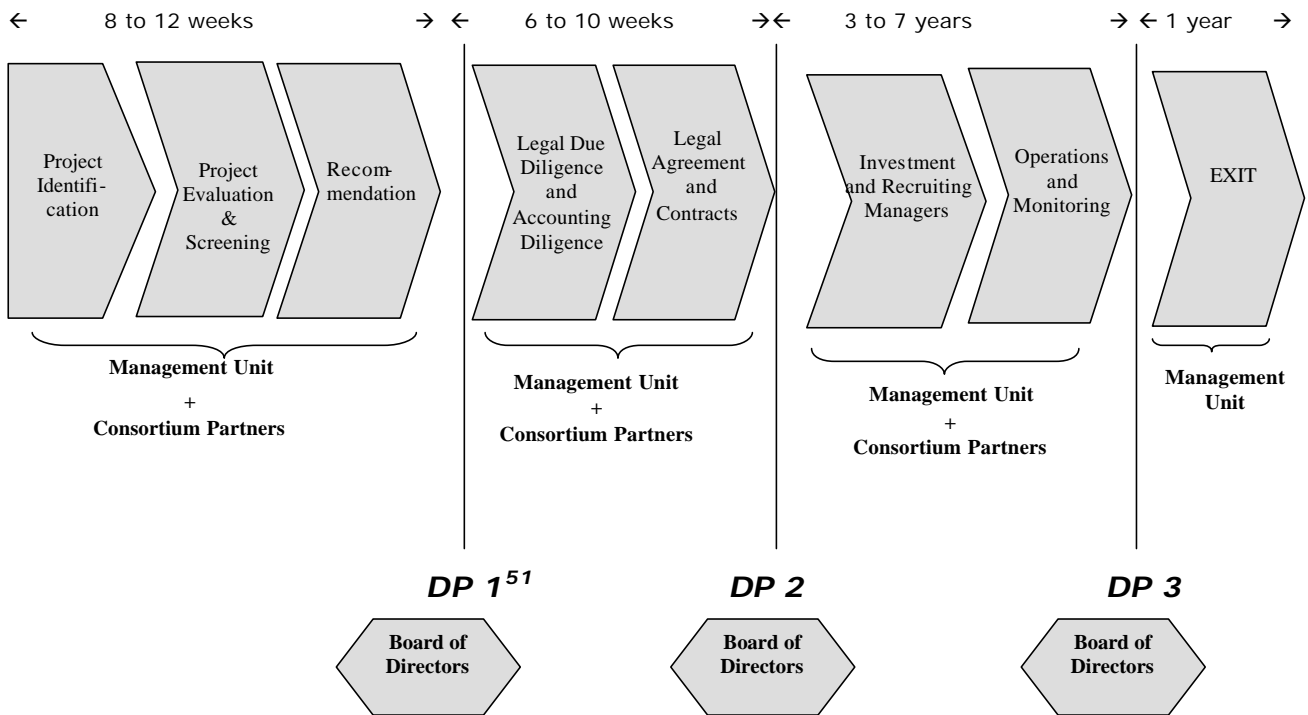 ← 8 to 12 weeks →
← 6 to 10 weeks →
← 3 to 7 years →
← 1 year →
Project
Identifi-
cation
Project
Evaluation
&
Screening
Recom-
mendation
Legal Due
Diligence
and
Accounting
Diligence
Legal
Agreement
and
Contracts
Investment
and Recruiting
Managers
Operations
and
Monitoring
EXIT
Management Unit
+
Consortium Partners
Management Unit
+
Consortium Partners
Management Unit
+
Consortium Partners
Management
Unit
DP 1⁵¹
DP 2
DP 3
Board of
Directors
Board of
Directors
Board of
Directors